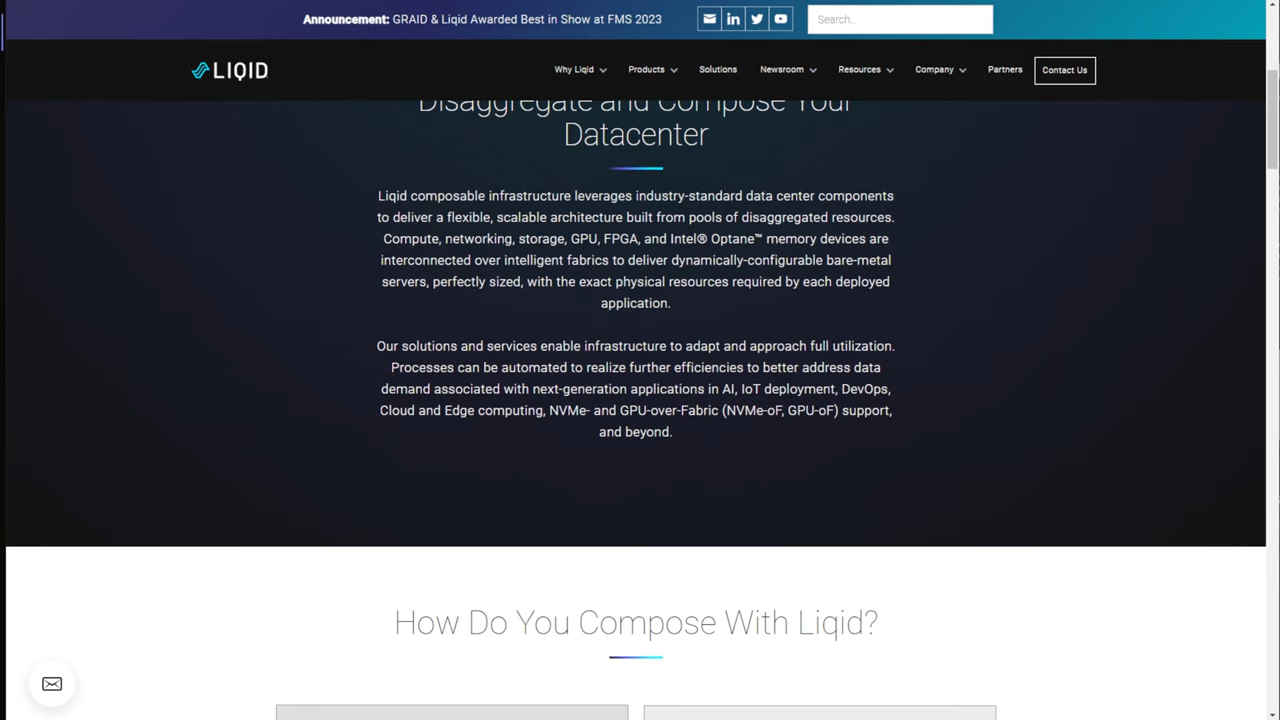 Announcement: GRAID & Liqid Awarded Best in Show at FMS 2023
Search...
LIQID
Why Liqid
Products
Solutions
Newsroom
Resources
Company
Partners
Contact Us
Disaggregate and Compose Your
Datacenter
Liqid composable infrastructure leverages industry-standard data center components
to deliver a flexible, scalable architecture built from pools of disaggregated resources.
Compute, networking, storage, GPU, FPGA, and Intel® Optane™ memory devices are
interconnected over intelligent fabrics to deliver dynamically-configurable bare-metal
servers, perfectly sized, with the exact physical resources required by each deployed
application.
Our solutions and services enable infrastructure to adapt and approach full utilization.
Processes can be automated to realize further efficiencies to better address data
demand associated with next-generation applications in AI, IoT deployment, DevOps,
Cloud and Edge computing, NVMe- and GPU-over-Fabric (NVMe-oF, GPU-oF) support,
and beyond.
How Do You Compose With Liqid?